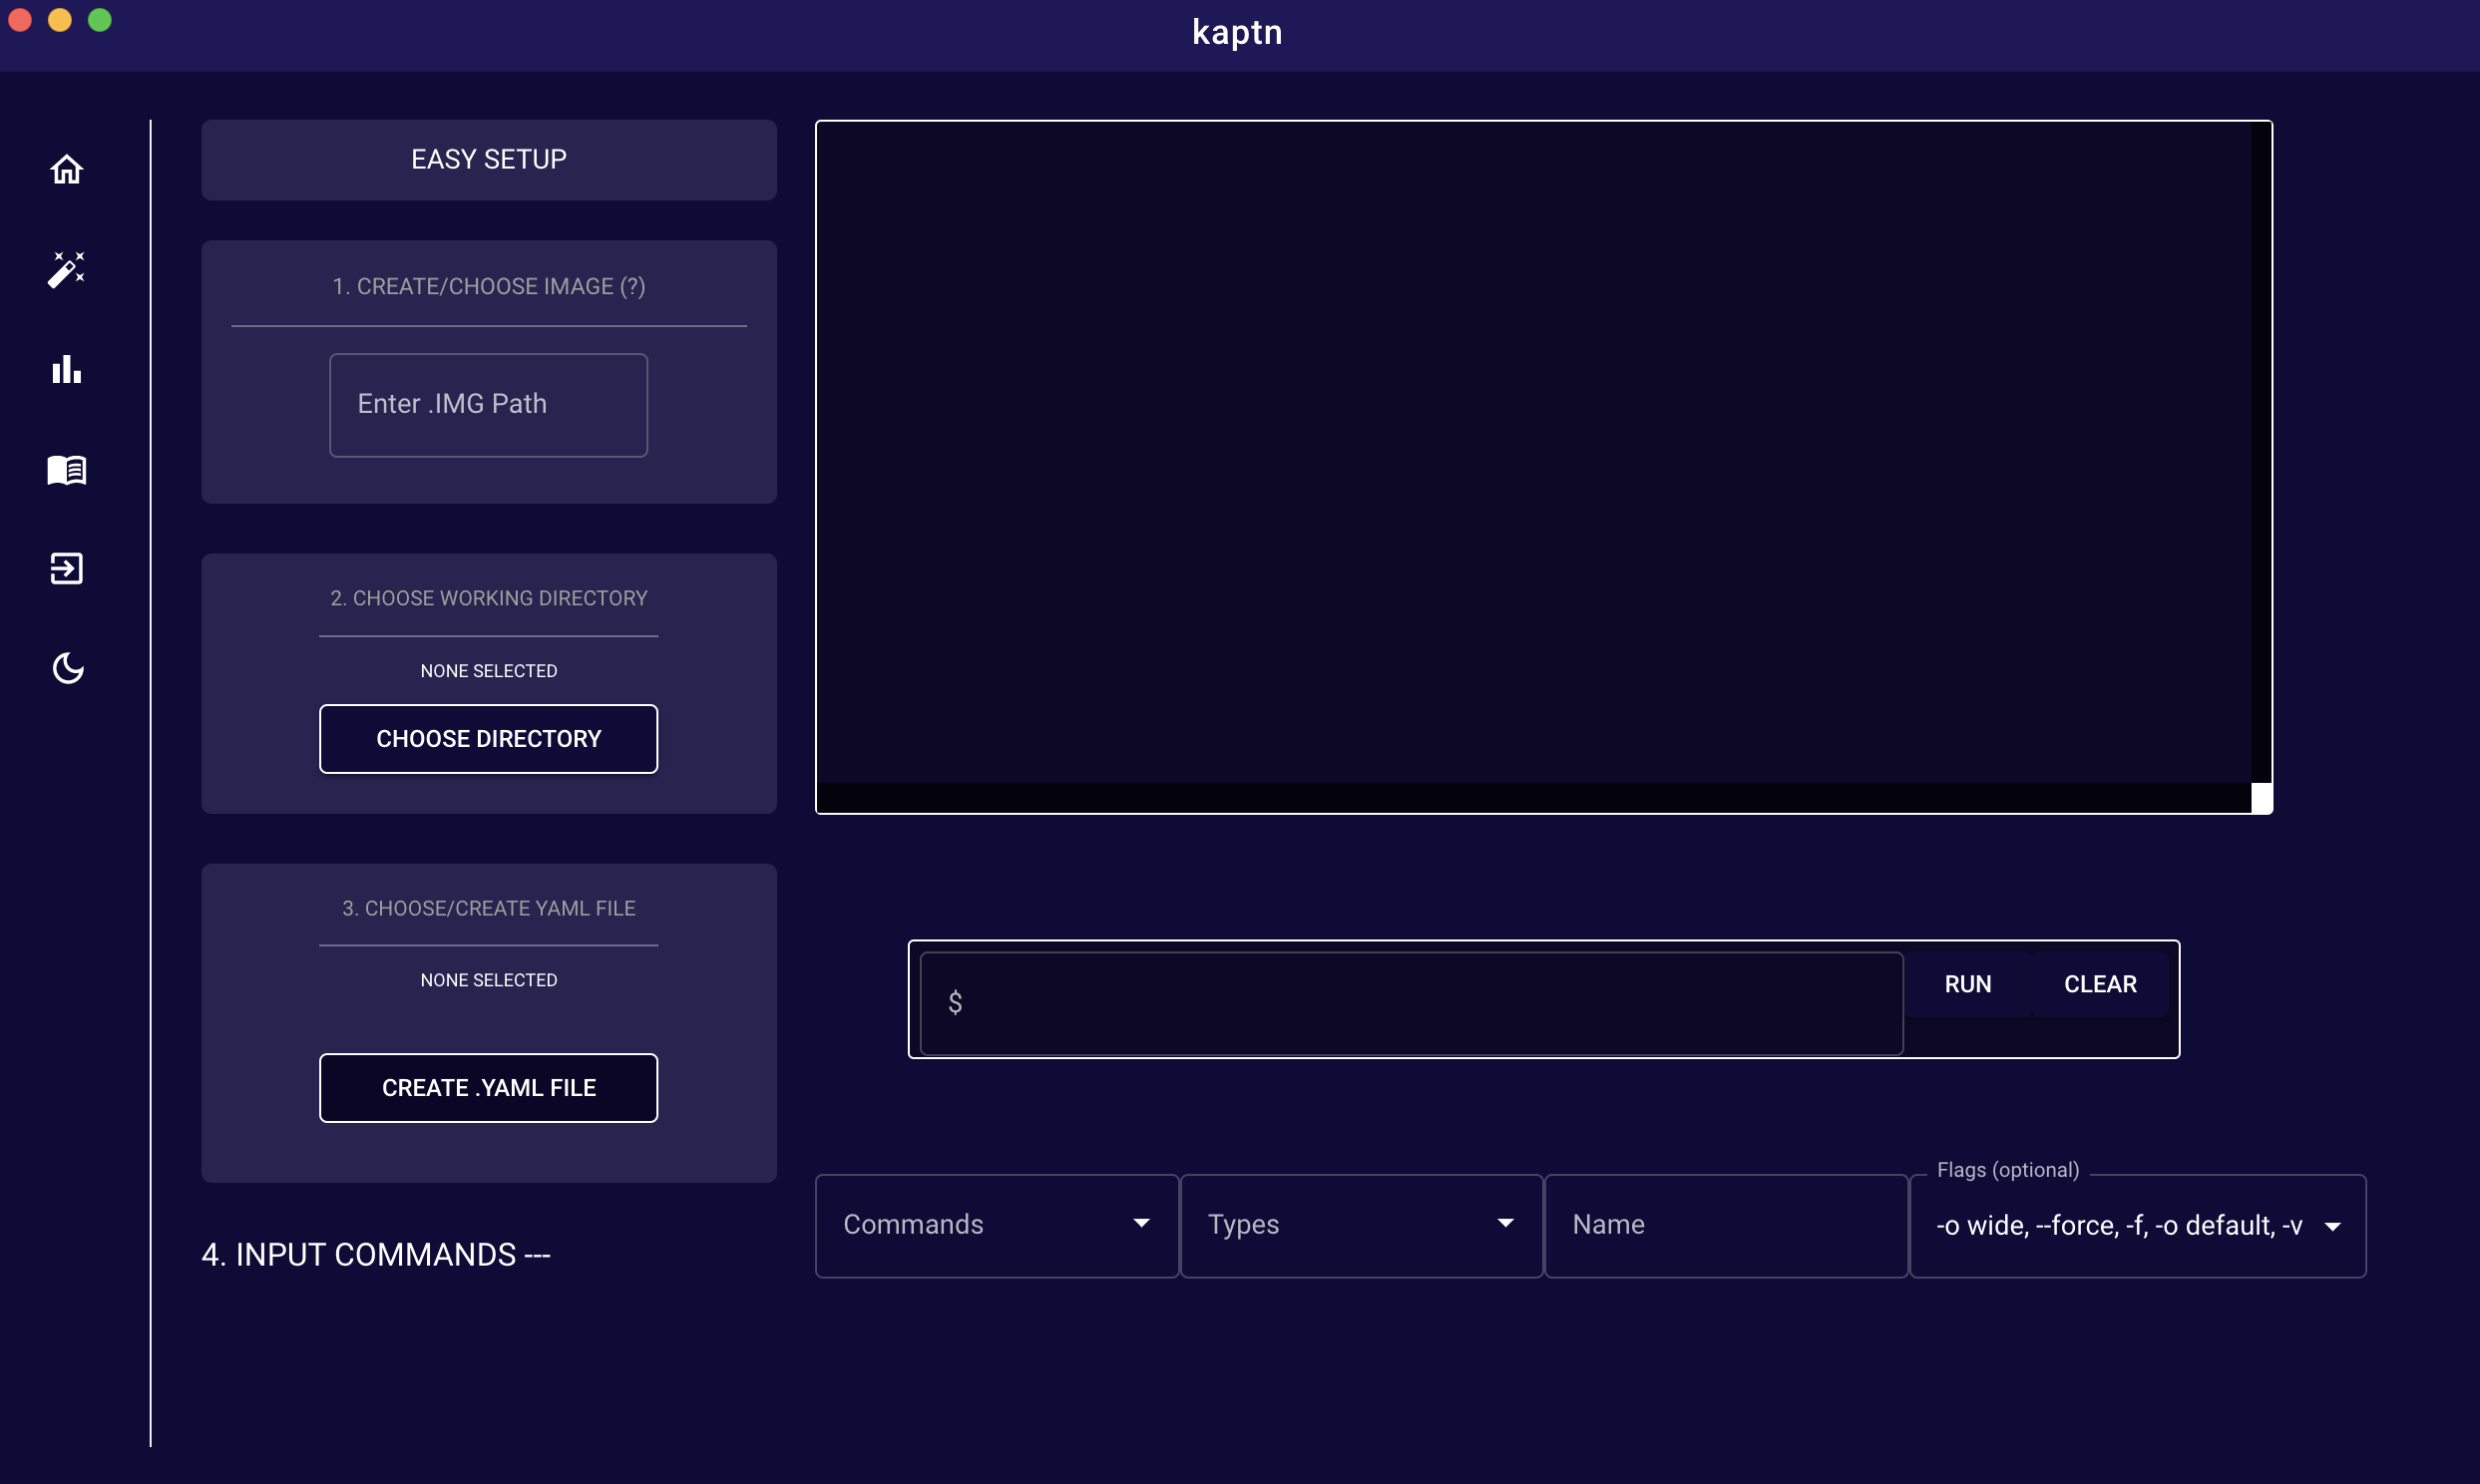 kaptn
EASY SETUP
1. CREATE/CHOOSE IMAGE (?)
Enter .IMG Path
2. CHOOSE WORKING DIRECTORY
NONE SELECTED
CHOOSE DIRECTORY
3. CHOOSE/CREATE YAML FILE
NONE SELECTED
CREATE .YAML FILE
4. INPUT COMMANDS ---
$
RUN
CLEAR
Commands
Types
Name
Flags (optional)
-o wide, --force, -f, -o default, -v